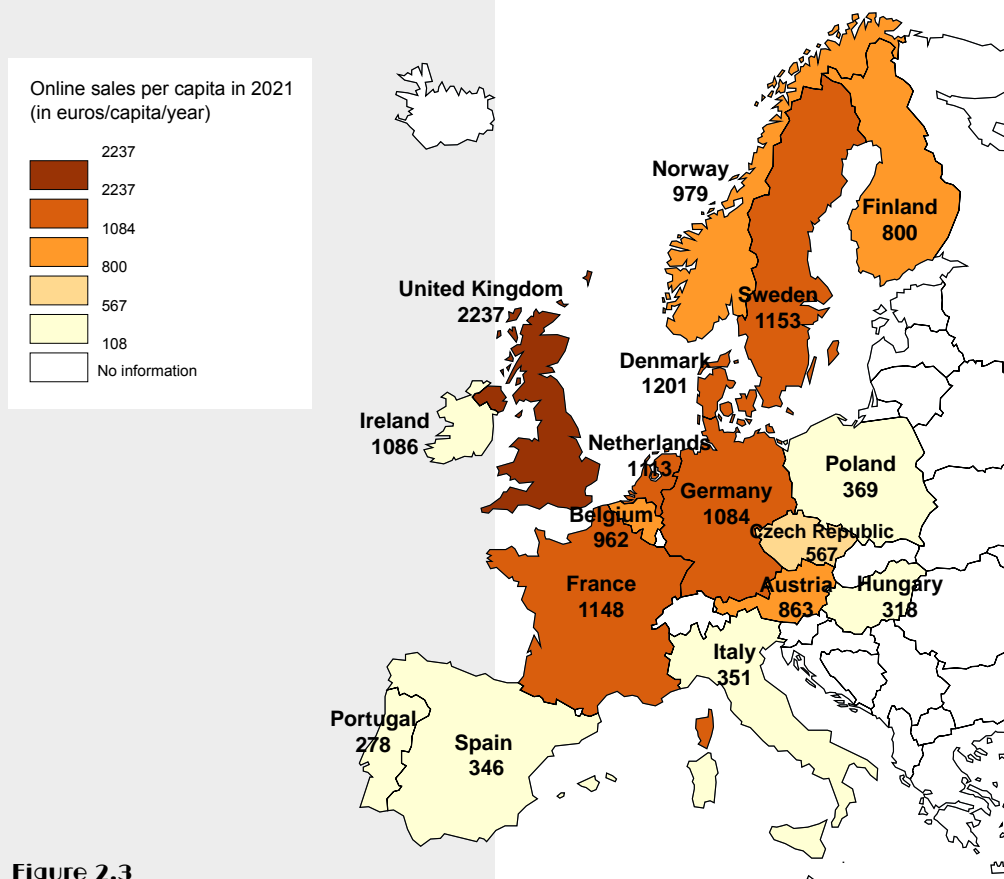 Online sales per capita in 2021
(in euros/capita/year)
2237
2237
1084
800
567
108
No information
Norway
979
Finland
800
United Kingdom
2237
Sweden
1153
Denmark
1201
Ireland
1086
Netherlands
1113
Poland
369
Germany
1084
Belgium
962
Czech Republic
567
France
1148
Austria
863
Hungary
318
Italy
351
Portugal
278
Spain
346
Figure 2.3